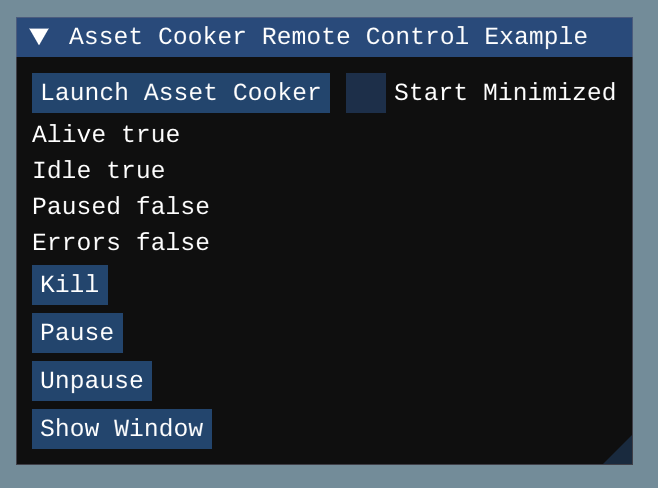 Asset Cooker Remote Control Example
Launch Asset Cooker Start Minimized
Alive true
Idle true
Paused false
Errors false
Kill
Pause
Unpause
Show Window